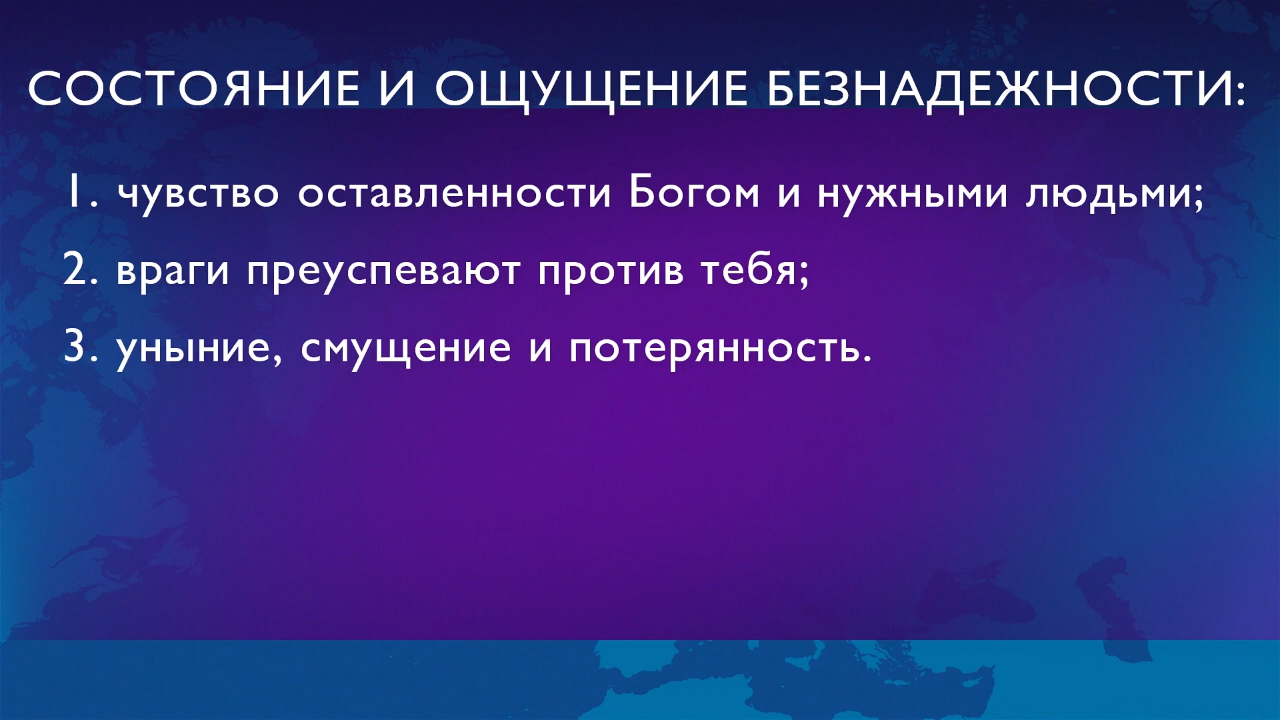 СОСТОЯНИЕ И ОЩУЩЕНИЕ БЕЗНАДЕЖНОСТИ:
1. чувство оставленности Богом и нужными людьми;
2. враги преуспевают против тебя;
3. уныние, смущение и потерянность.